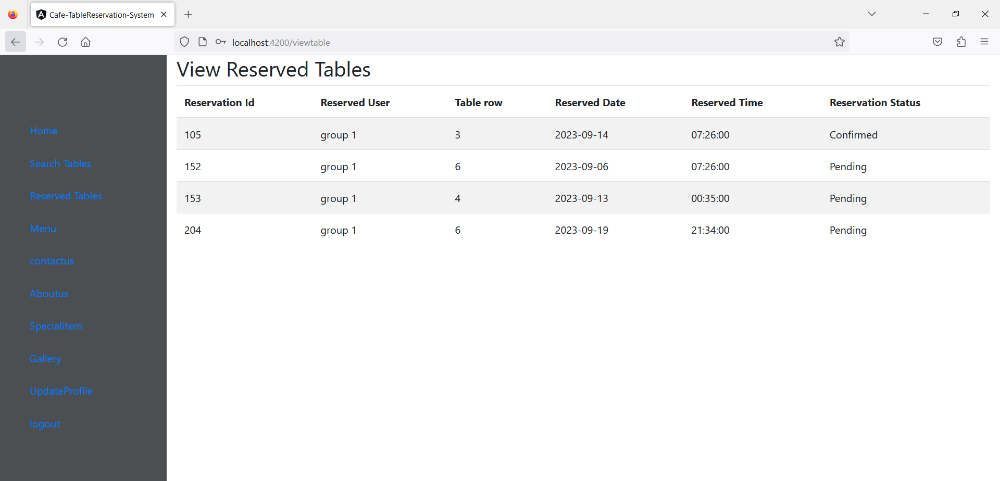 Cafe-TableReservation-System
localhost:4200/viewtable
View Reserved Tables
Reservation Id Reserved User Table row Reserved Date Reserved Time Reservation Status
105 group 1 3 2023-09-14 07:26:00 Confirmed
152 group 1 6 2023-09-06 07:26:00 Pending
153 group 1 4 2023-09-13 00:35:00 Pending
204 group 1 6 2023-09-19 21:34:00 Pending
Home
Search Tables
Reserved Tables
Menu
contactus
Aboutus
Specialitem
Gallery
UpdateProfile
logout